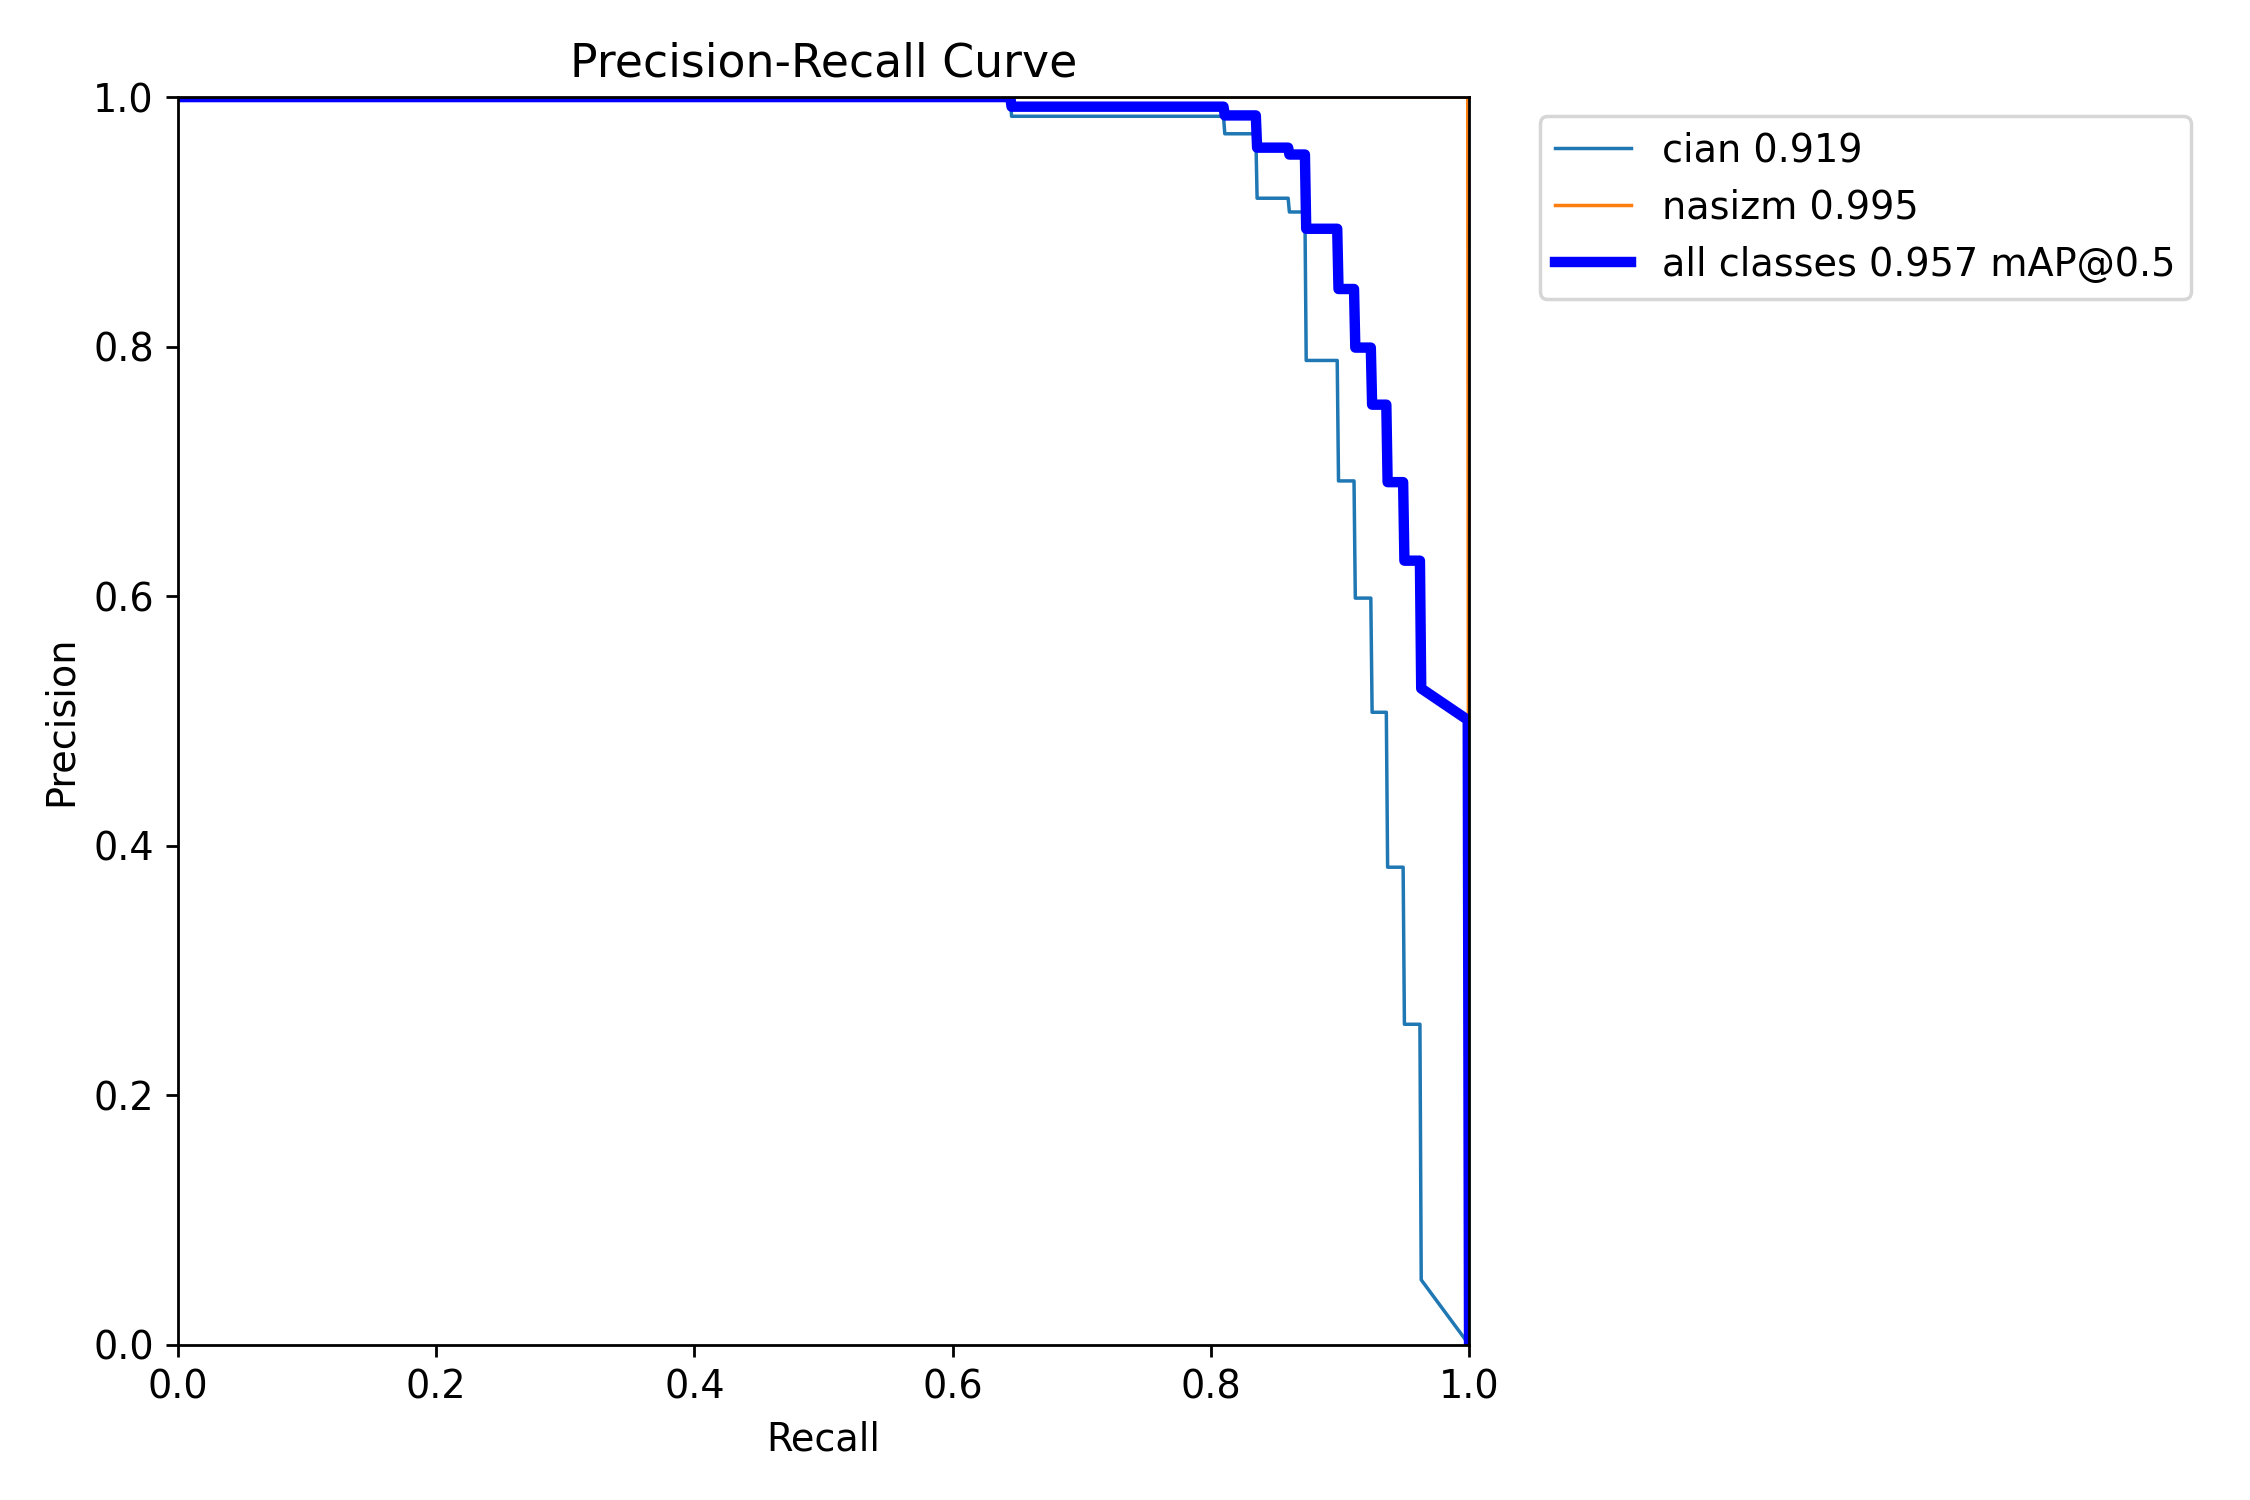 Precision-Recall Curve
1.0
0.8
0.6
0.4
0.2
0.0
Precision
0.0 0.2 0.4 0.6 0.8 1.0
Recall
cian 0.919
nasizm 0.995
all classes 0.957 mAP@0.5